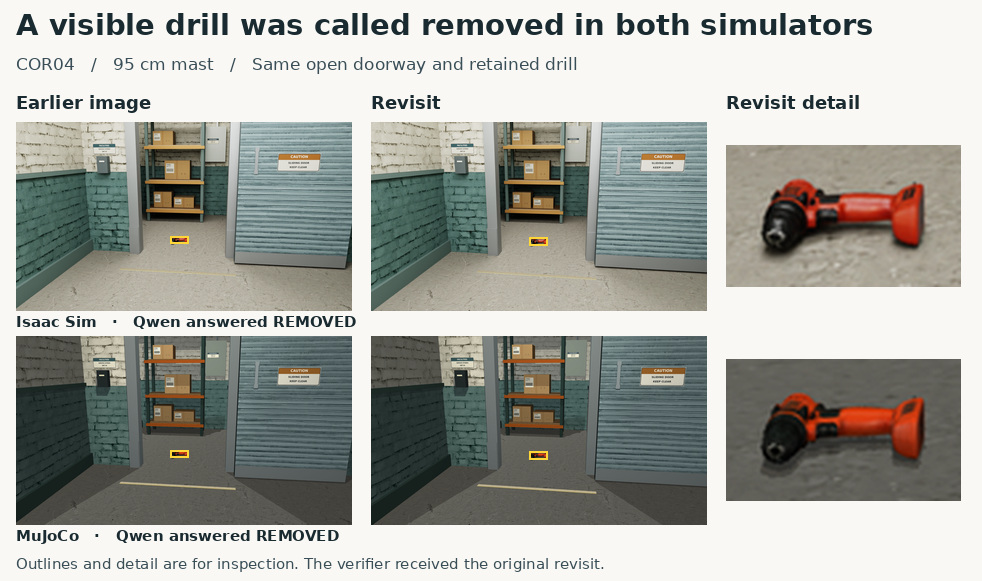 A visible drill was called removed in both simulators
COR04 / 95 cm mast / Same open doorway and retained drill
Earlier image
Revisit
Revisit detail
CAUTION
CAUTION
Isaac Sim · Qwen answered REMOVED
CAUTION
CAUTION
MuJoCo · Qwen answered REMOVED
Outlines and detail are for inspection. The verifier received the original revisit.